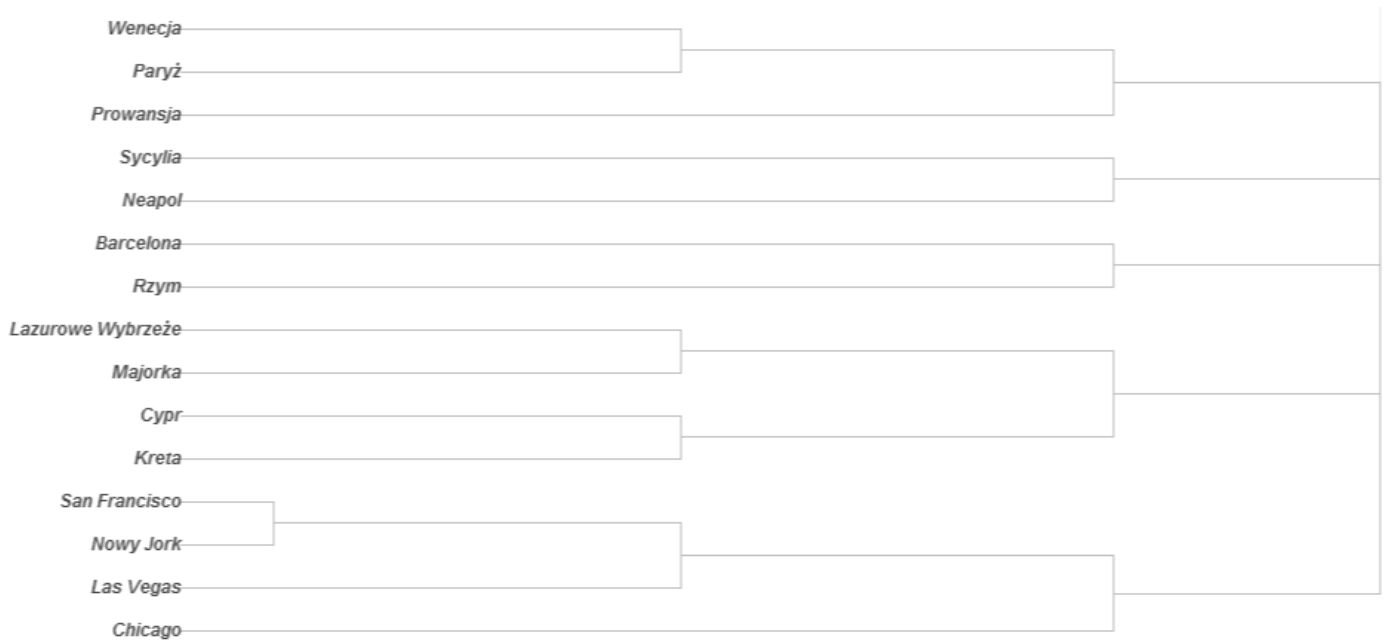 Wenecja
Paryż
Prowansja
Sycylia
Neapol
Barcelona
Rzym
Lazurowe Wybrzeże
Majorka
Cypr
Kreta
San Francisco
Nowy Jork
Las Vegas
Chicago